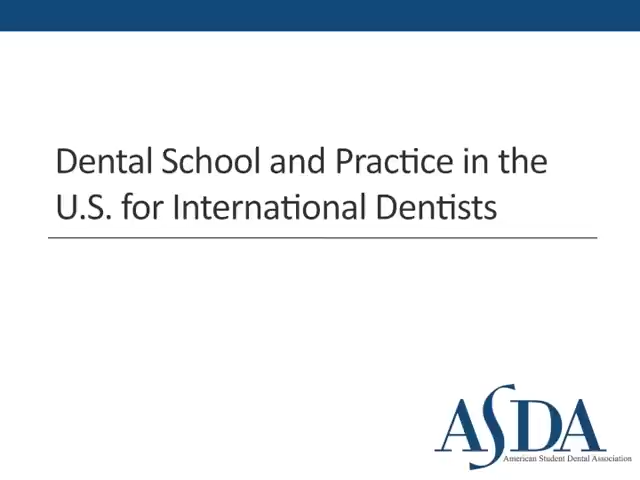 Dental School and Practice in the
U.S. for International Dentists
ASDA
American Student Dental Association